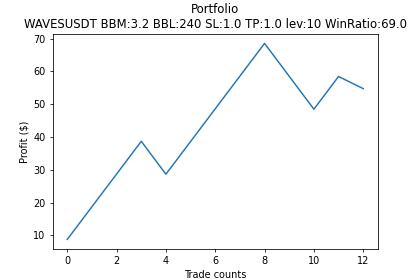 Portfolio
WAVESUSDT BBM:3.2 BBL:240 SL:1.0 TP:1.0 lev:10 WinRatio:69.0
70
60
50
40
30
20
10
Profit ($)
0 2 4 6 8 10 12
Trade counts